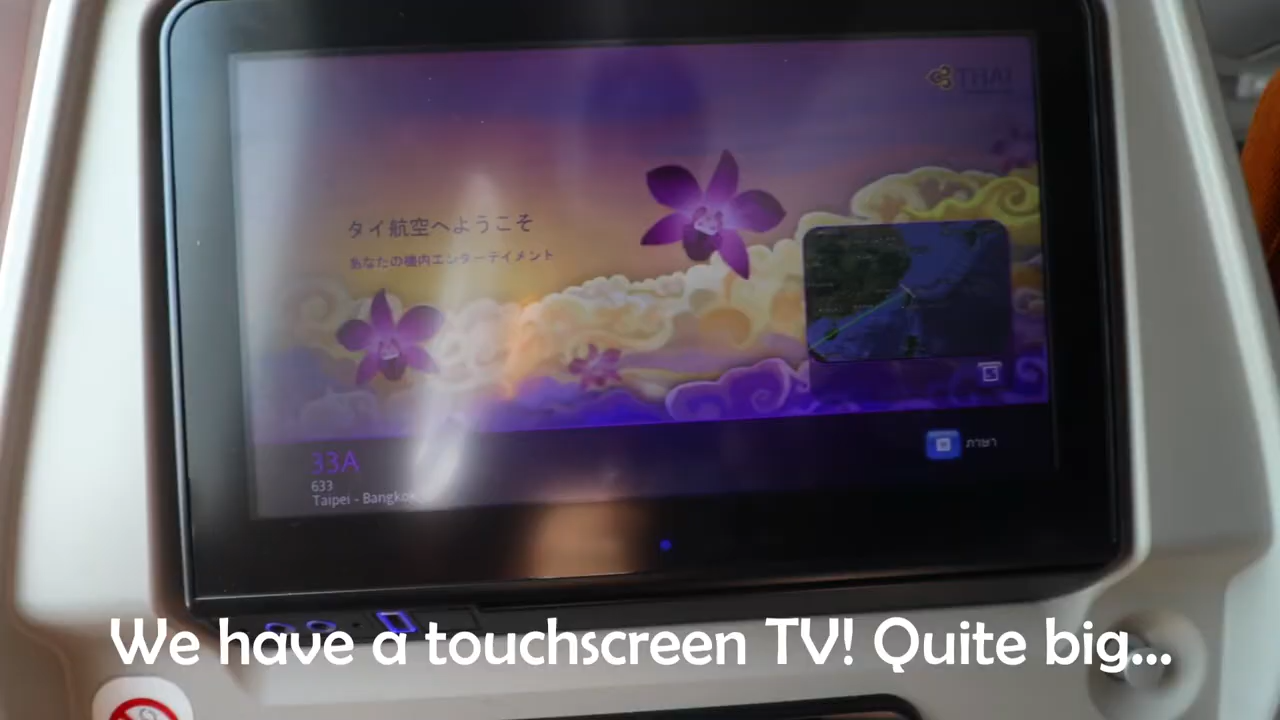 THAI
タイ航空へようこそ
あなたの機内エンターテイメント
33A
633
Taipei - Bangkok
ภาษา
We have a touchscreen TV! Quite big...